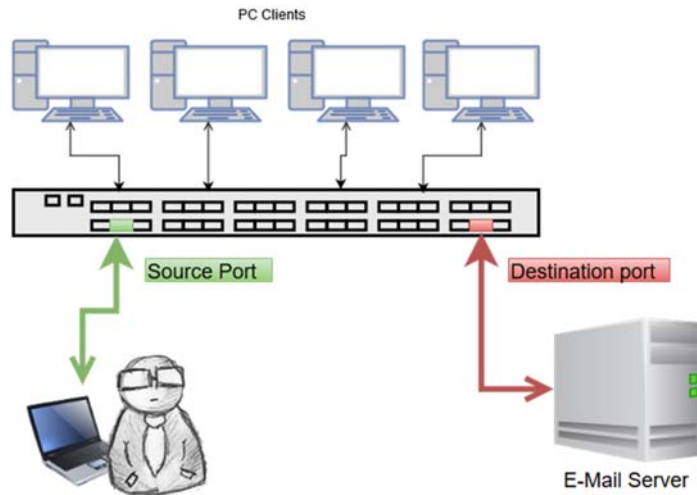 PC Clients
Source Port
Destination port
E-Mail Server